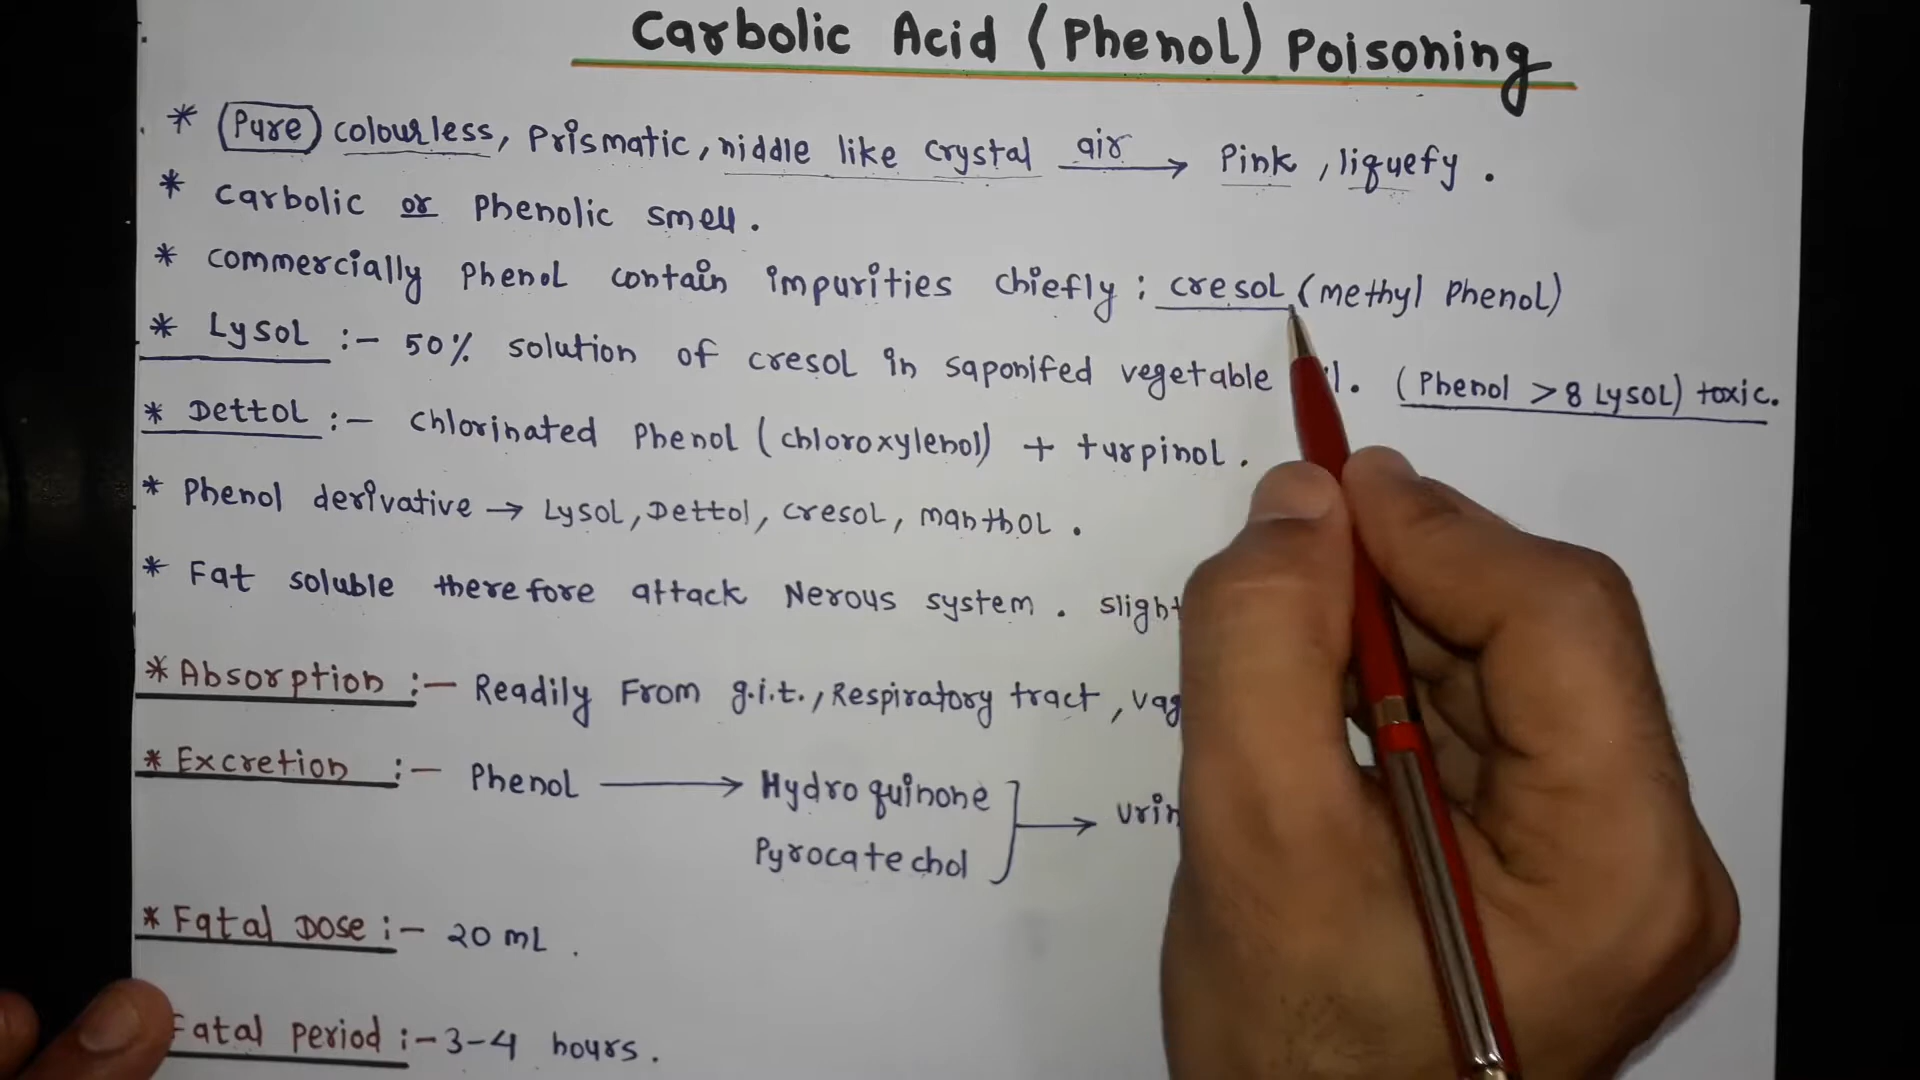 Carbolic Acid (Phenol) Poisoning
* Pure colourless, Prismatic, niddle like crystal air → Pink, liquefy.
* Carbolic or Phenolic smell.
* commercially Phenol contain impurities chiefly : cresol (methyl Phenol)
* Lysol :- 50% solution of cresol in saponifed vegetable (Phenol > 8 Lysol) toxic.
* Dettol :- Chlorinated Phenol (chloroxylenol) + turpinol.
* Phenol derivative → Lysol, Dettol, cresol, manthol.
* Fat soluble therefore attack Nerous system.
* Absorption :- Readily From g.i.t., Respiratory tract,
* Excretion :- Phenol → Hydroquinone
Pyrocatechol →
* Fatal Dose :- 20 mL.
Fatal period :- 3-4 hours.